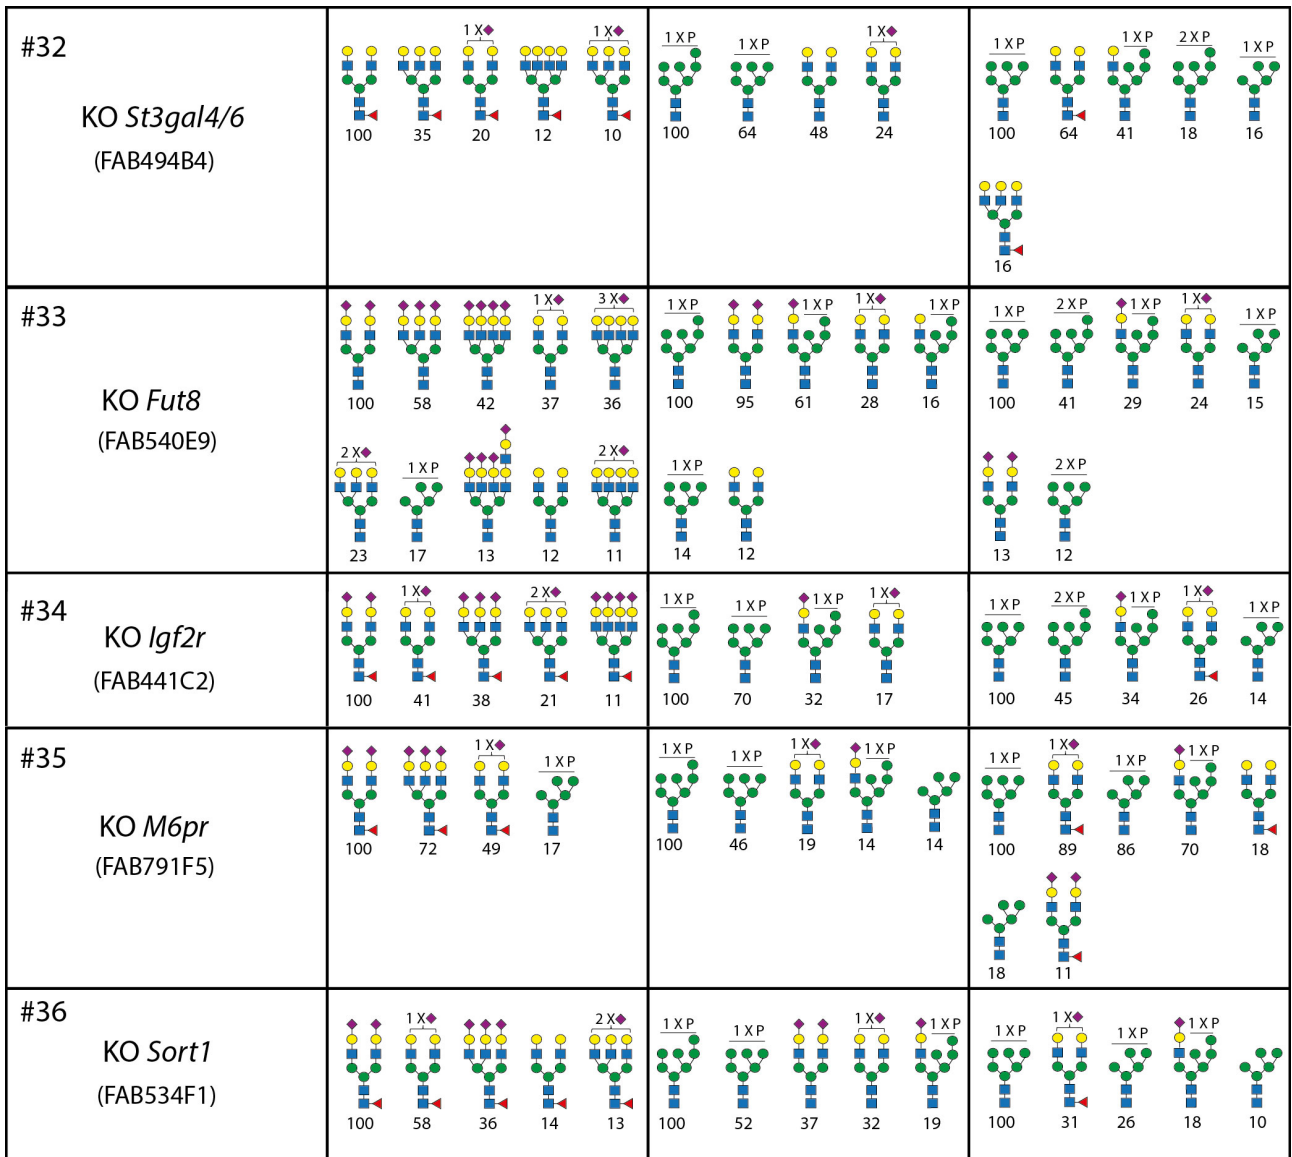 #32
KO St3gal4/6
(FAB494B4)
1 X
1 X
100
35
20
12
10
1 X P
1 X P
1 X
100
64
48
24
1 X P
1 X P
2 X P
1 X P
100
64
41
18
16
16
#33
KO Fut8
(FAB540E9)
1 X
3 X
100
58
42
37
36
2 X
1 X P
2 X
23
17
13
12
11
1 X P
1 X P
1 X
1 X P
100
95
61
28
16
1 X P
14
12
1 X P
2 X P
1 X P
1 X
1 X P
100
41
29
24
15
2 X P
13
12
#34
KO Igf2r
(FAB441C2)
1 X
2 X
100
41
38
21
11
1 X P
1 X P
1 X P
1 X
100
70
32
17
1 X P
2 X P
1 X P
1 X
1 X P
100
45
34
26
14
#35
KO M6pr
(FAB791F5)
1 X
1 X P
100
72
49
17
1 X P
1 X P
1 X
1 X P
100
46
19
14
14
1 X P
1 X
1 X P
1 X P
100
89
86
70
18
18
11
#36
KO Sort1
(FAB534F1)
1 X
2 X
100
58
36
14
13
1 X P
1 X P
1 X
1 X P
100
52
37
32
19
1 X P
1 X
1 X P
1 X P
100
31
26
18
10